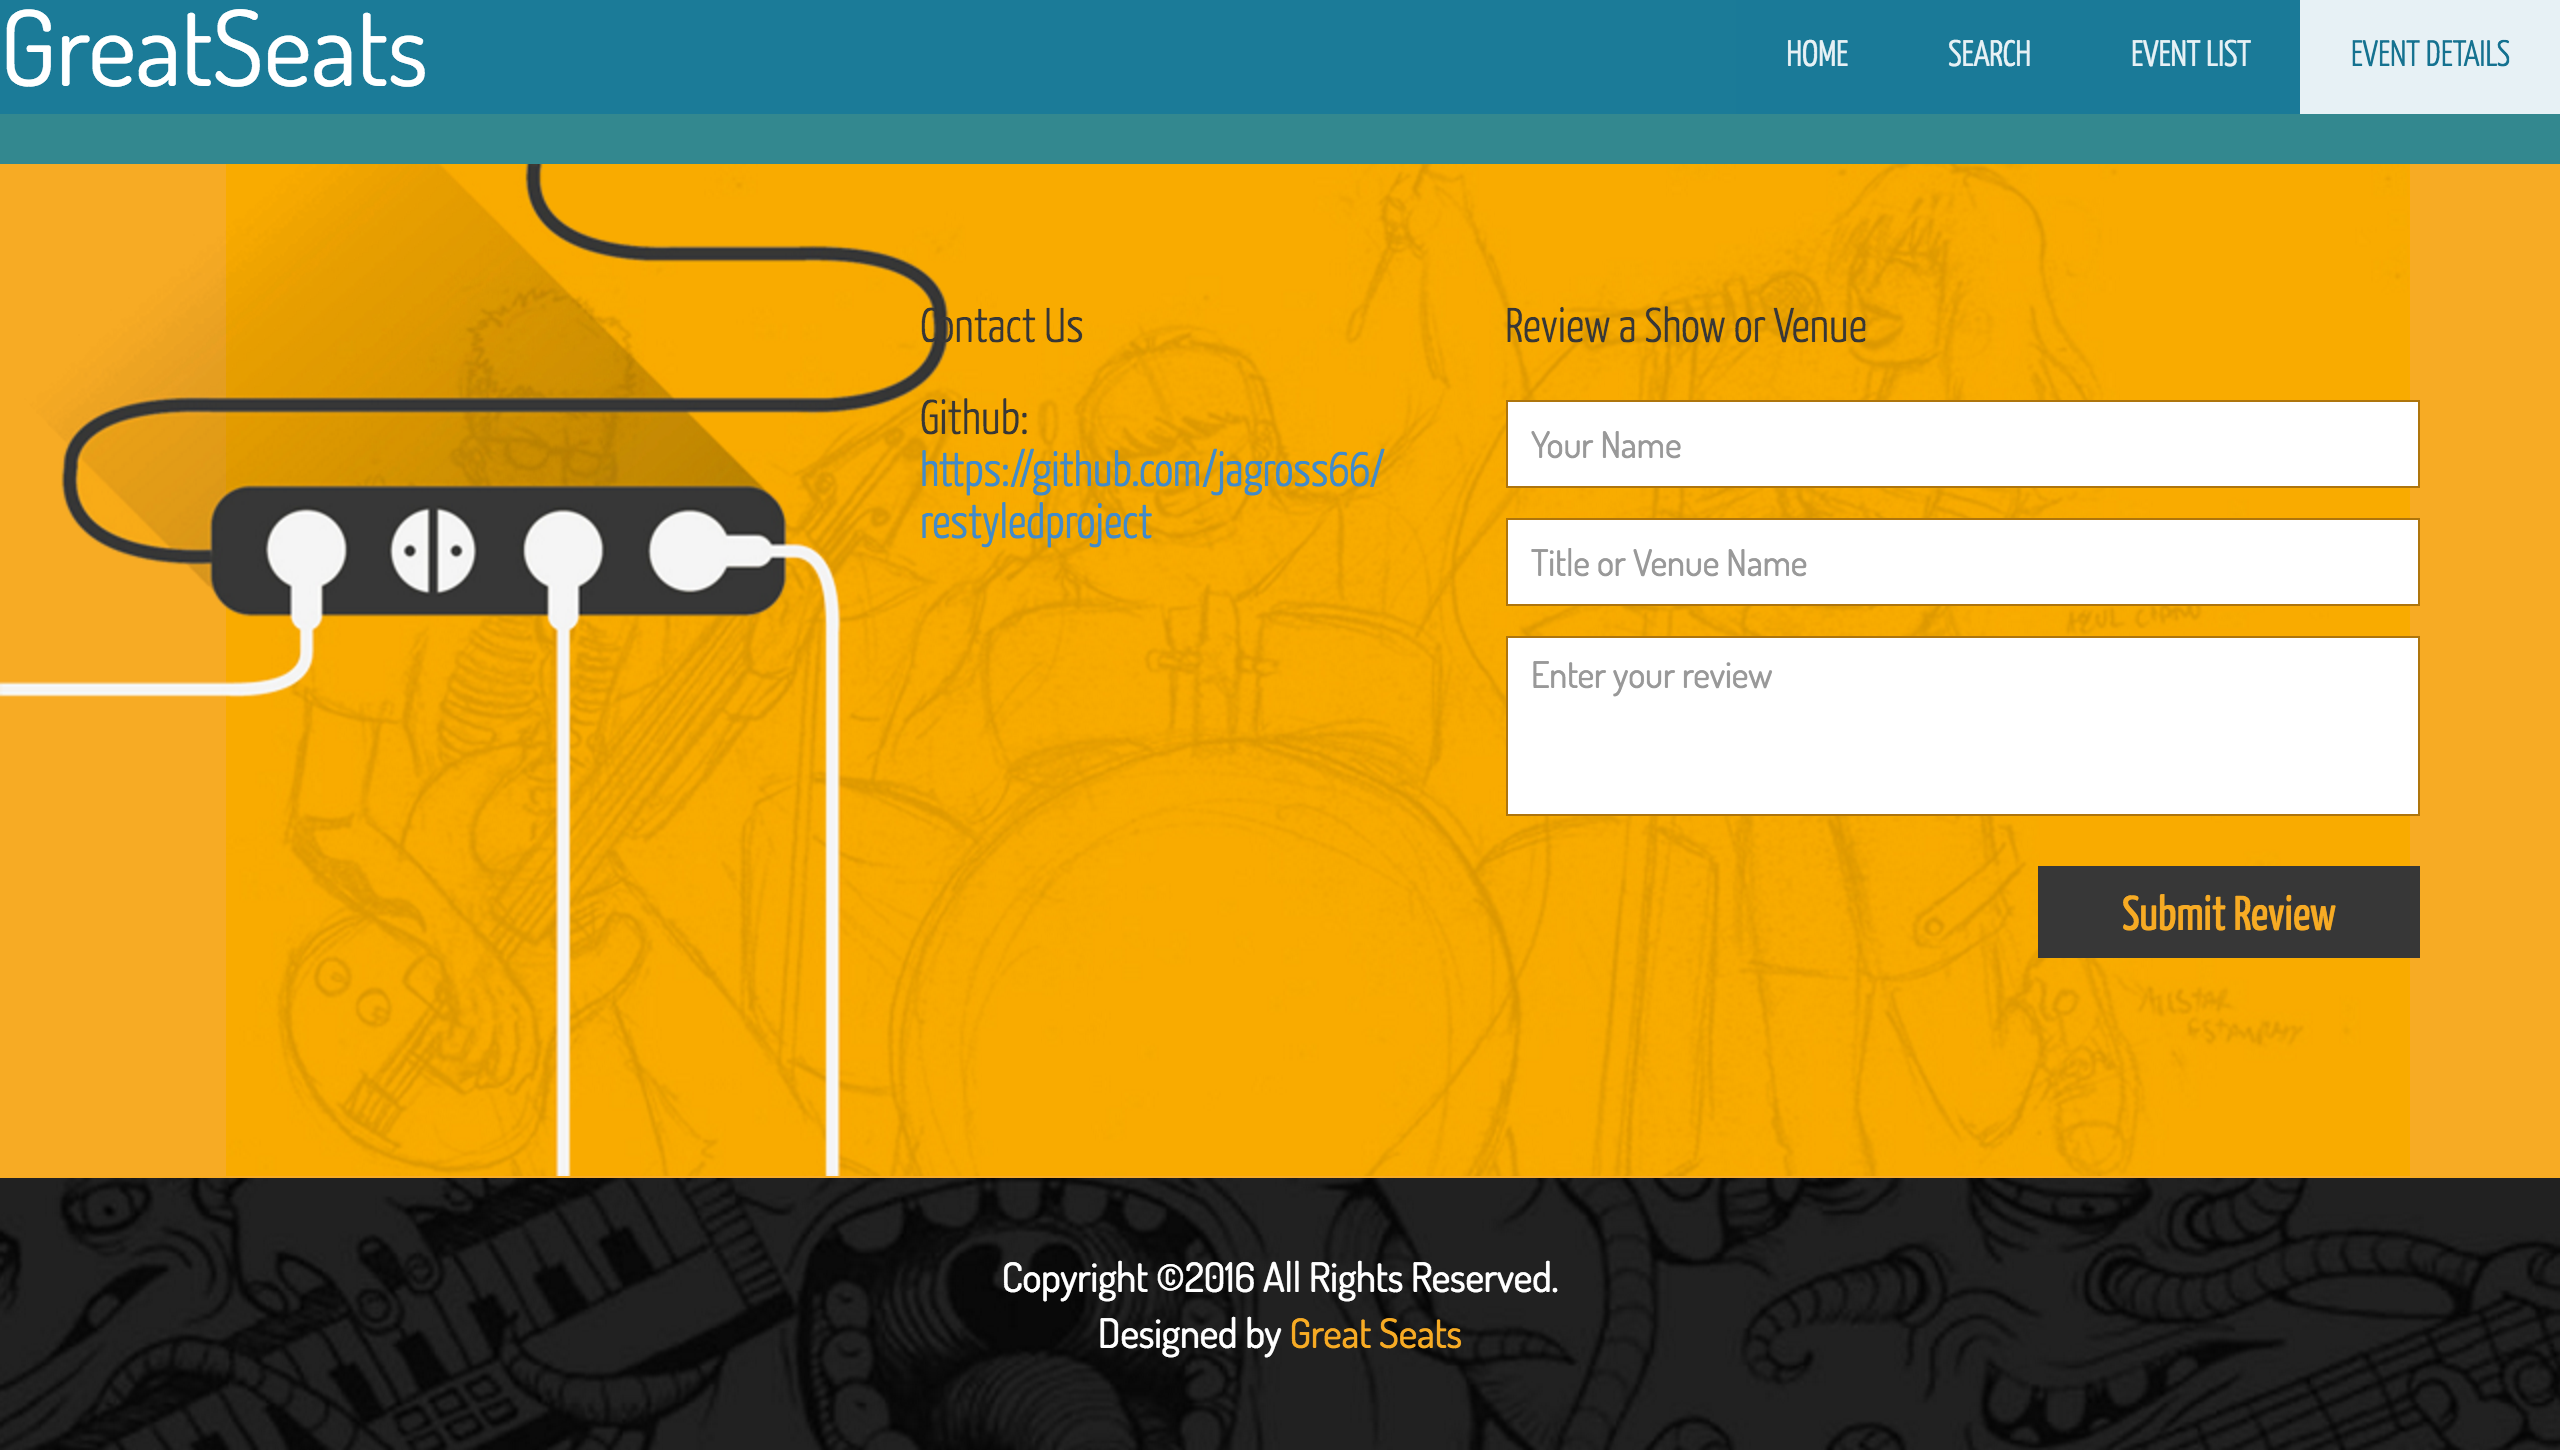 GreatSeats
HOME SEARCH EVENT LIST EVENT DETAILS
Contact Us
Github:
https://github.com/jagross66/
restyledproject
Review a Show or Venue
Your Name
Title or Venue Name
Enter your review
Submit Review
Copyright ©2016 All Rights Reserved.
Designed by Great Seats